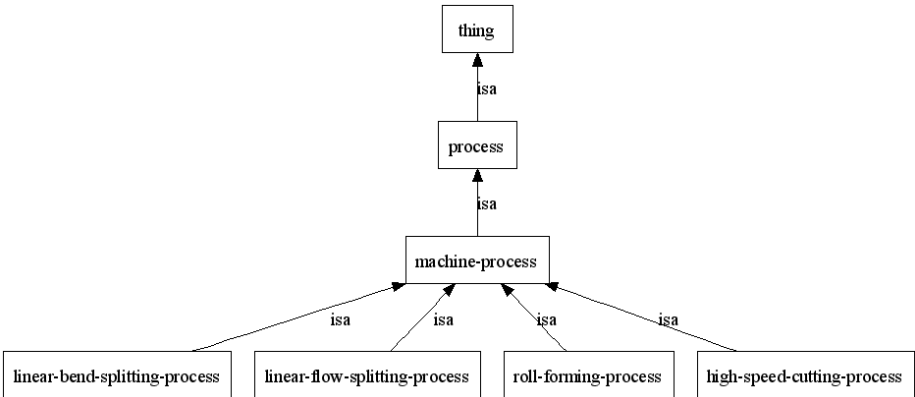 thing
isa
process
isa
machine-process
isa isa isa isa
linear-bend-splitting-process linear-flow-splitting-process roll-forming-process high-speed-cutting-process